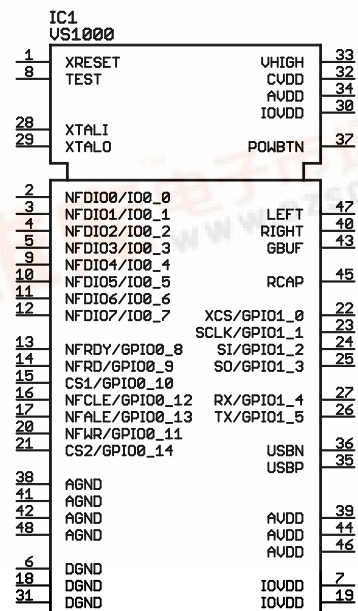 IC1
VS1000
1 XRESET VHIGH 33
8 TEST CVDD 32
AVDD 34
IOVDD 30
28 XTALI
29 XTALO POWBTN 37
2 NFDIO0/IO0_0
3 NFDIO1/IO0_1 LEFT 47
4 NFDIO2/IO0_2 RIGHT 40
5 NFDIO3/IO0_3 GBUF 43
9 NFDIO4/IO0_4
10 NFDIO5/IO0_5 RCAP 45
11 NFDIO6/IO0_6
12 NFDIO7/IO0_7 XCS/GPIO1_0 22
SCLK/GPIO1_1 23
13 NFRDY/GPIO0_8 SI/GPIO1_2 24
14 NFRD/GPIO0_9 SO/GPIO1_3 25
15 CS1/GPIO0_10
16 NFCLE/GPIO0_12 RX/GPIO1_4 27
17 NFALE/GPIO0_13 TX/GPIO1_5 26
20 NFWR/GPIO0_11
21 CS2/GPIO0_14 USBN 36
USBP 35
38 AGND
41 AGND
42 AGND AVDD 39
48 AGND AVDD 44
AVDD 46
6 DGND
18 DGND IOVDD 7
31 DGND IOVDD 19